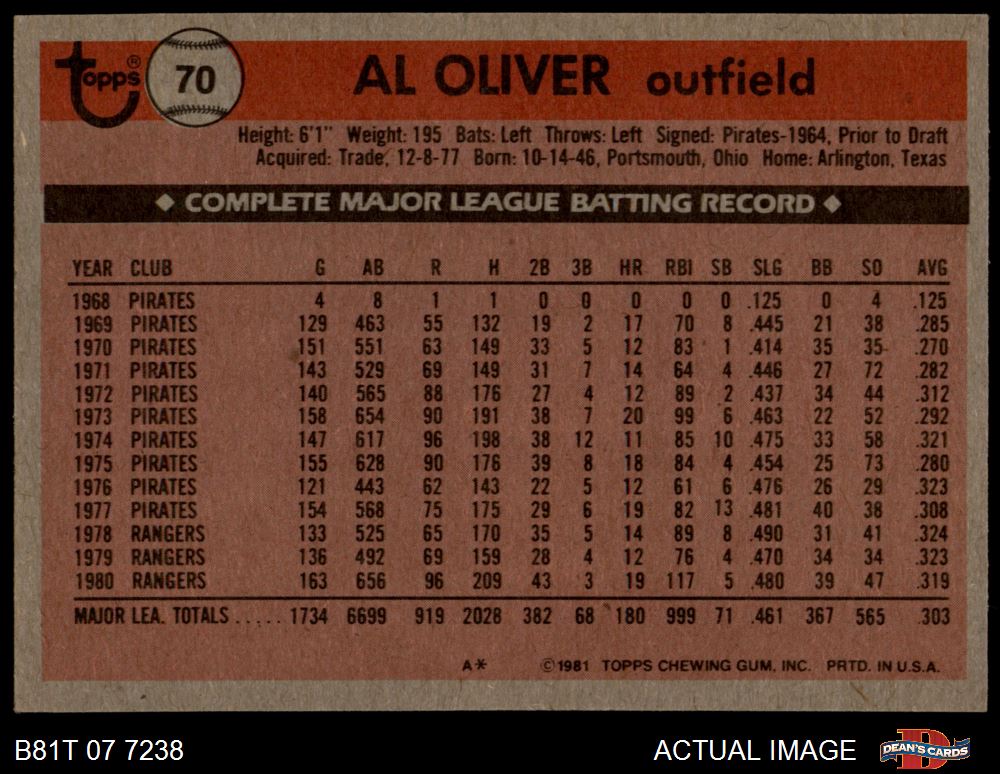 Topps® 70 AL OLIVER outfield
Height: 6'1" Weight: 195 Bats: Left Throws: Left Signed: Pirates-1964, Prior to Draft
Acquired: Trade, 12-8-77 Born: 10-14-46, Portsmouth, Ohio Home: Arlington, Texas
◆ COMPLETE MAJOR LEAGUE BATTING RECORD ◆
YEAR CLUB G AB R H 2B 3B HR RBI SB SLG BB SO AVG
1968 PIRATES 4 8 1 1 0 0 0 0 0 .125 0 4 .125
1969 PIRATES 129 463 55 132 19 2 17 70 8 .445 21 38 .285
1970 PIRATES 151 551 63 149 33 5 12 83 1 .414 35 35 .270
1971 PIRATES 143 529 69 149 31 7 14 64 4 .446 27 72 .282
1972 PIRATES 140 565 88 176 27 4 12 89 2 .437 34 44 .312
1973 PIRATES 158 654 90 191 38 7 20 99 6 .463 22 52 .292
1974 PIRATES 147 617 96 198 38 12 11 85 10 .475 33 58 .321
1975 PIRATES 155 628 90 176 39 8 18 84 4 .454 25 73 .280
1976 PIRATES 121 443 62 143 22 5 12 61 6 .476 26 29 .323
1977 PIRATES 154 568 75 175 29 6 19 82 13 .481 40 38 .308
1978 RANGERS 133 525 65 170 35 5 14 89 8 .490 31 41 .324
1979 RANGERS 136 492 69 159 28 4 12 76 4 .470 34 34 .323
1980 RANGERS 163 656 96 209 43 3 19 117 5 .480 39 47 .319
MAJOR LEA. TOTALS ..... 1734 6699 919 2028 382 68 180 999 71 .461 367 565 .303
A* ©1981 TOPPS CHEWING GUM, INC. PRTD. IN U.S.A.
B81T 07 7238 ACTUAL IMAGE DEAN'S CARDS